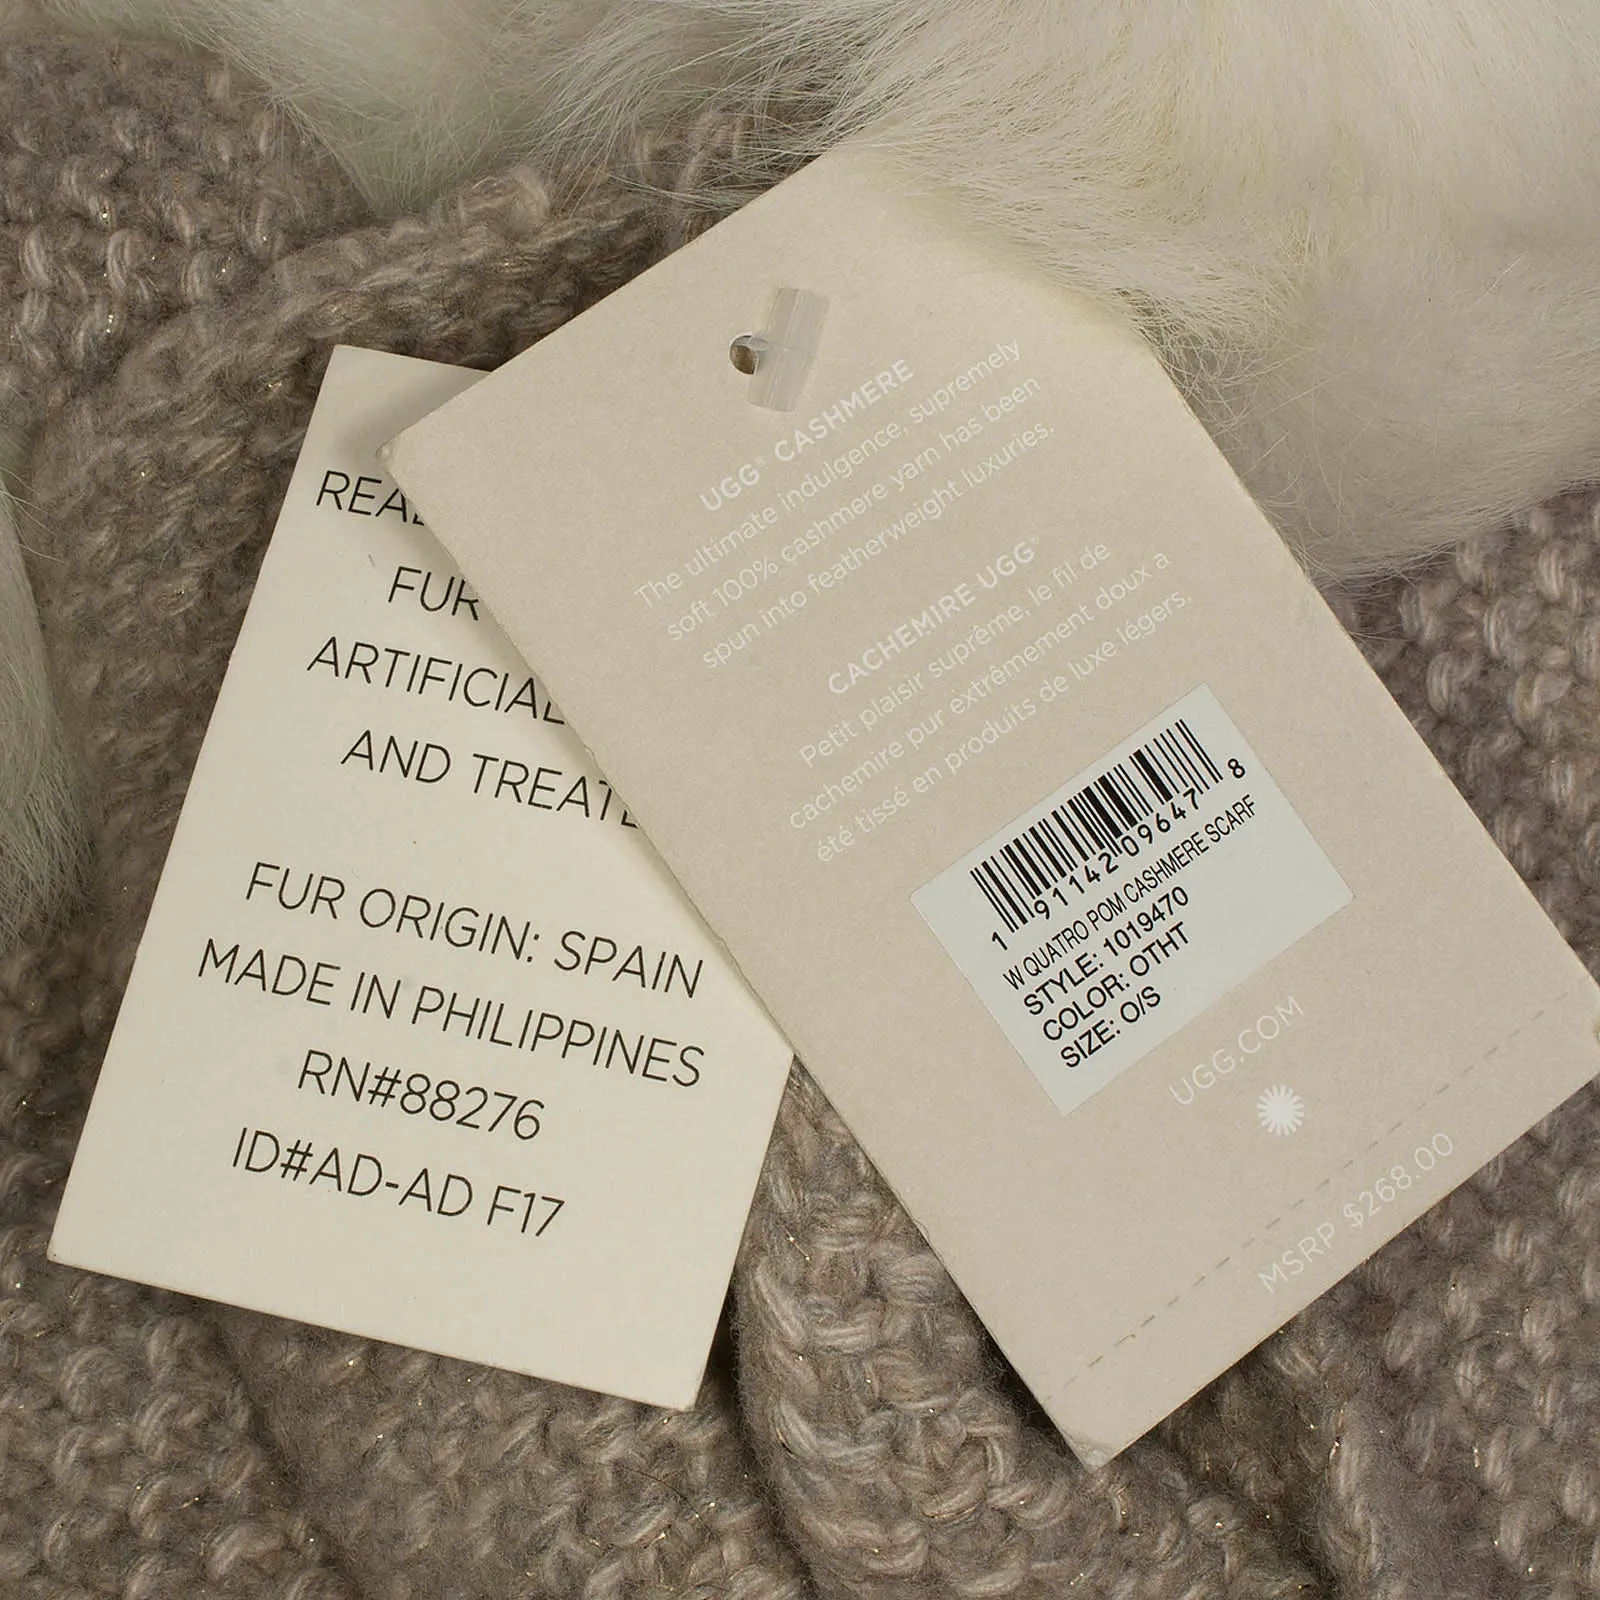 FUR
AND
FUR ORIGIN: SPAIN
MADE IN PHILIPPINES
RN#88276
ID#AD-AD F17
UGG® CASHMERE
The ultimate indulgence, supremely
soft 100% cashmere yarn has been
spun into featherweight luxuries.
CACHEMIRE UGG®
Petit plaisir suprême, le fil de
cachemire pur extrêmement doux a
été tissé en produits de luxe légers.
1 91142 09647 8
W QUATRO POM CASHMERE SCARF
STYLE: 1019470
COLOR: OTHT
SIZE: O/S
UGG.COM
MSRP $268.00